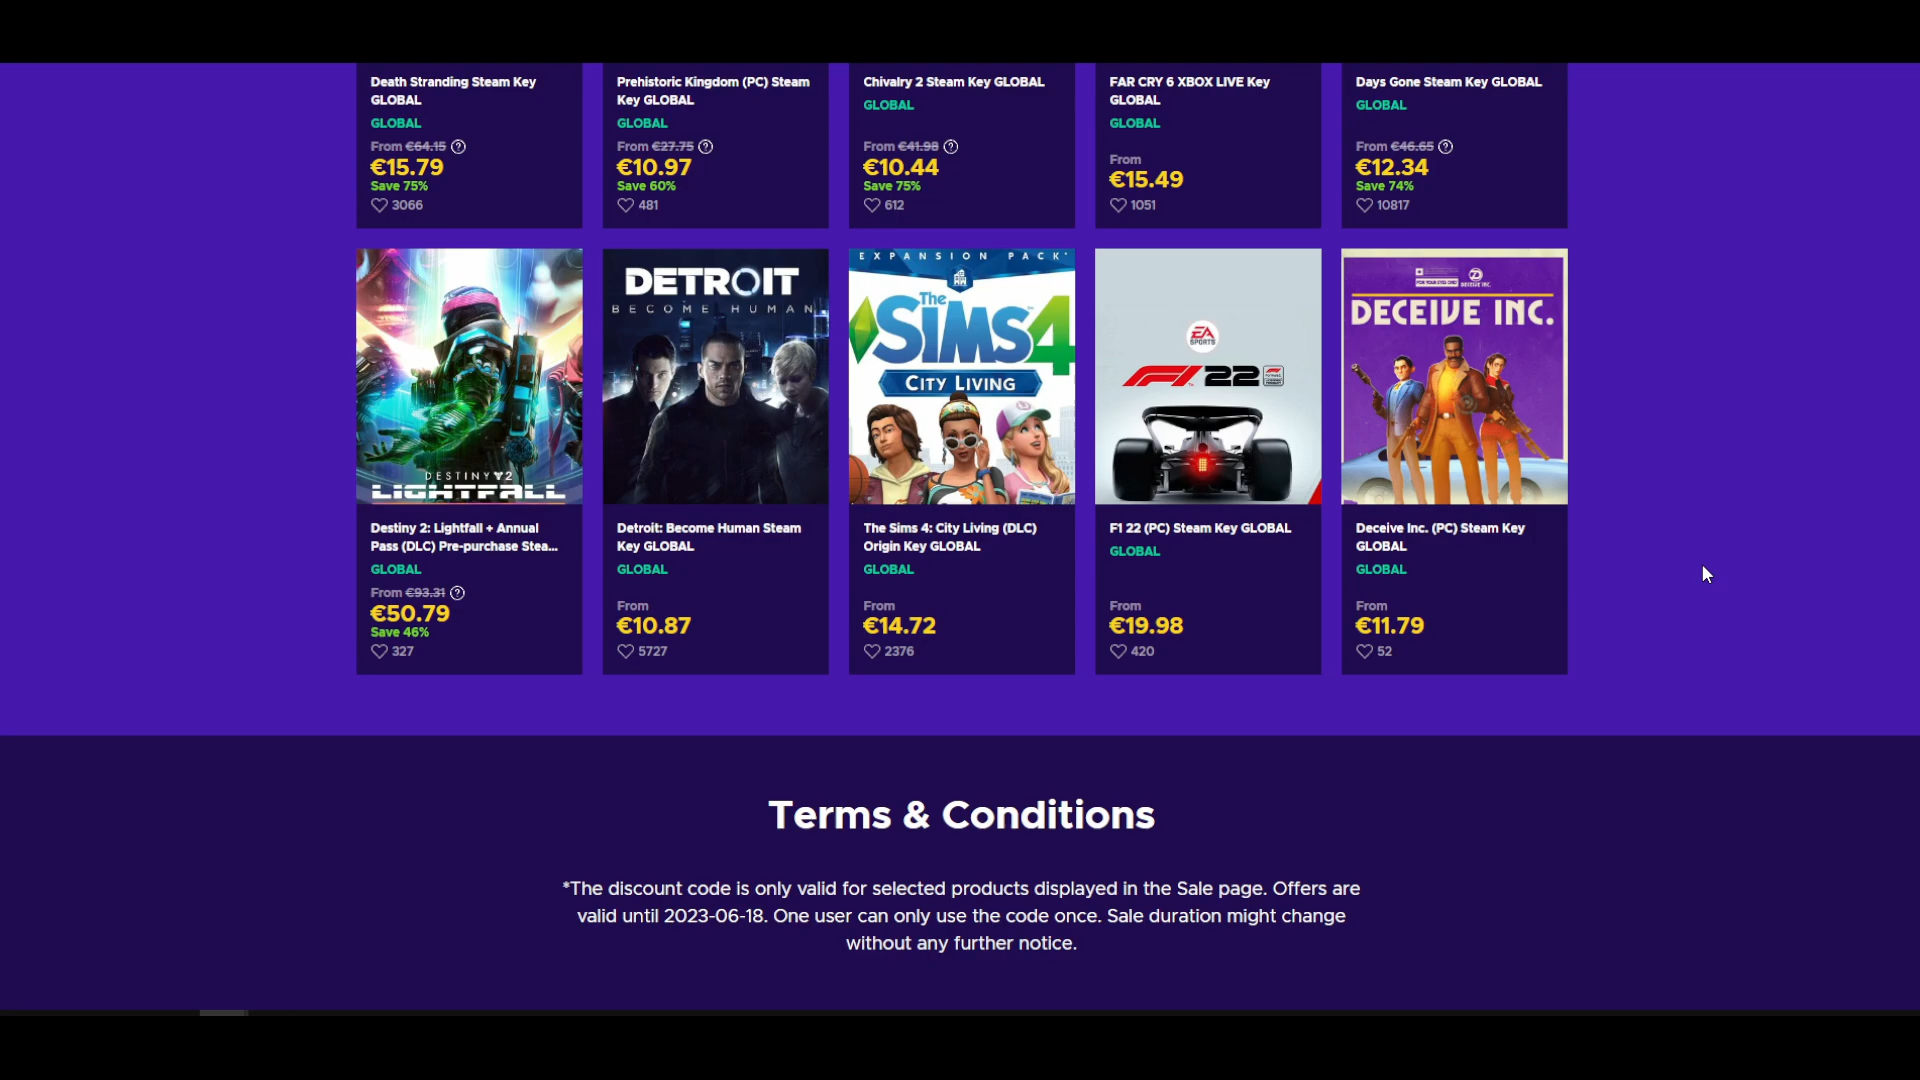 Death Stranding Steam Key
GLOBAL
GLOBAL
From €64.15
€15.79
Save 75%
3066
Prehistoric Kingdom (PC) Steam
Key GLOBAL
GLOBAL
From €27.75
€10.97
Save 60%
481
Chivalry 2 Steam Key GLOBAL
GLOBAL
From €41.98
€10.44
Save 75%
612
FAR CRY 6 XBOX LIVE Key
GLOBAL
GLOBAL
From
€15.49
1051
Days Gone Steam Key GLOBAL
GLOBAL
From €46.65
€12.34
Save 74%
10817
DESTINY 2
LIGHTFALL
Destiny 2: Lightfall + Annual
Pass (DLC) Pre-purchase Stea...
GLOBAL
From €93.31
€50.79
Save 46%
327
DETROIT
BECOME HUMAN
Detroit: Become Human Steam
Key GLOBAL
GLOBAL
From
€10.87
5727
EXPANSION PACK
The
SIMS 4
CITY LIVING
The Sims 4: City Living (DLC)
Origin Key GLOBAL
GLOBAL
From
€14.72
2376
EA
SPORTS
F1 22
F1 22 (PC) Steam Key GLOBAL
GLOBAL
From
€19.98
420
DECEIVE INC.
Deceive Inc. (PC) Steam Key
GLOBAL
GLOBAL
From
€11.79
52
Terms & Conditions
*The discount code is only valid for selected products displayed in the Sale page. Offers are
valid until 2023-06-18. One user can only use the code once. Sale duration might change
without any further notice.